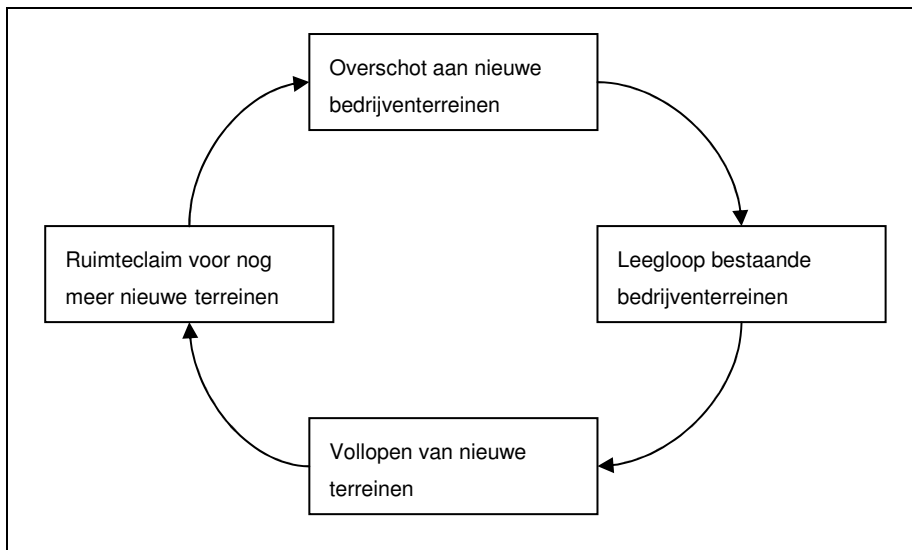 Overschot aan nieuwe
bedrijventerreinen
Leegloop bestaande
bedrijventerreinen
Vollopen van nieuwe
terreinen
Ruimteclaim voor nog
meer nieuwe terreinen